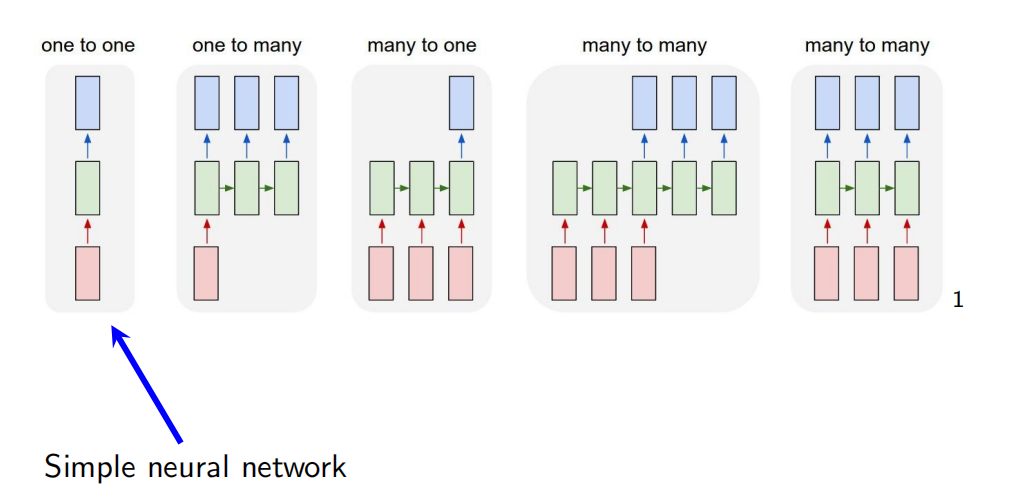 one to one
one to many
many to one
many to many
many to many
1
Simple neural network